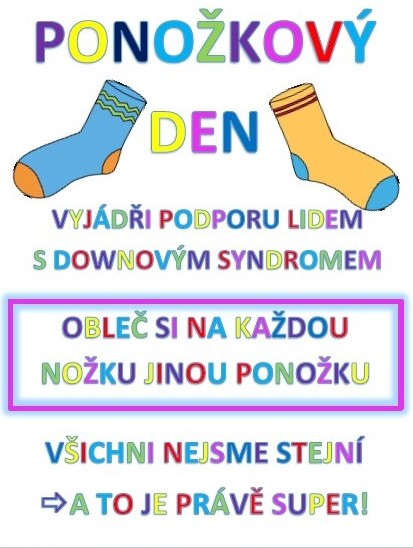 PONOŽKOVÝ
DEN
VYJÁDŘI PODPORU LIDEM
S DOWNOVÝM SYNDROMEM
OBLEČ SI NA KAŽDOU
NOŽKU JINOU PONOŽKU
VŠICHNI NEJSME STEJNÍ
⇨A TO JE PRÁVĚ SUPER!